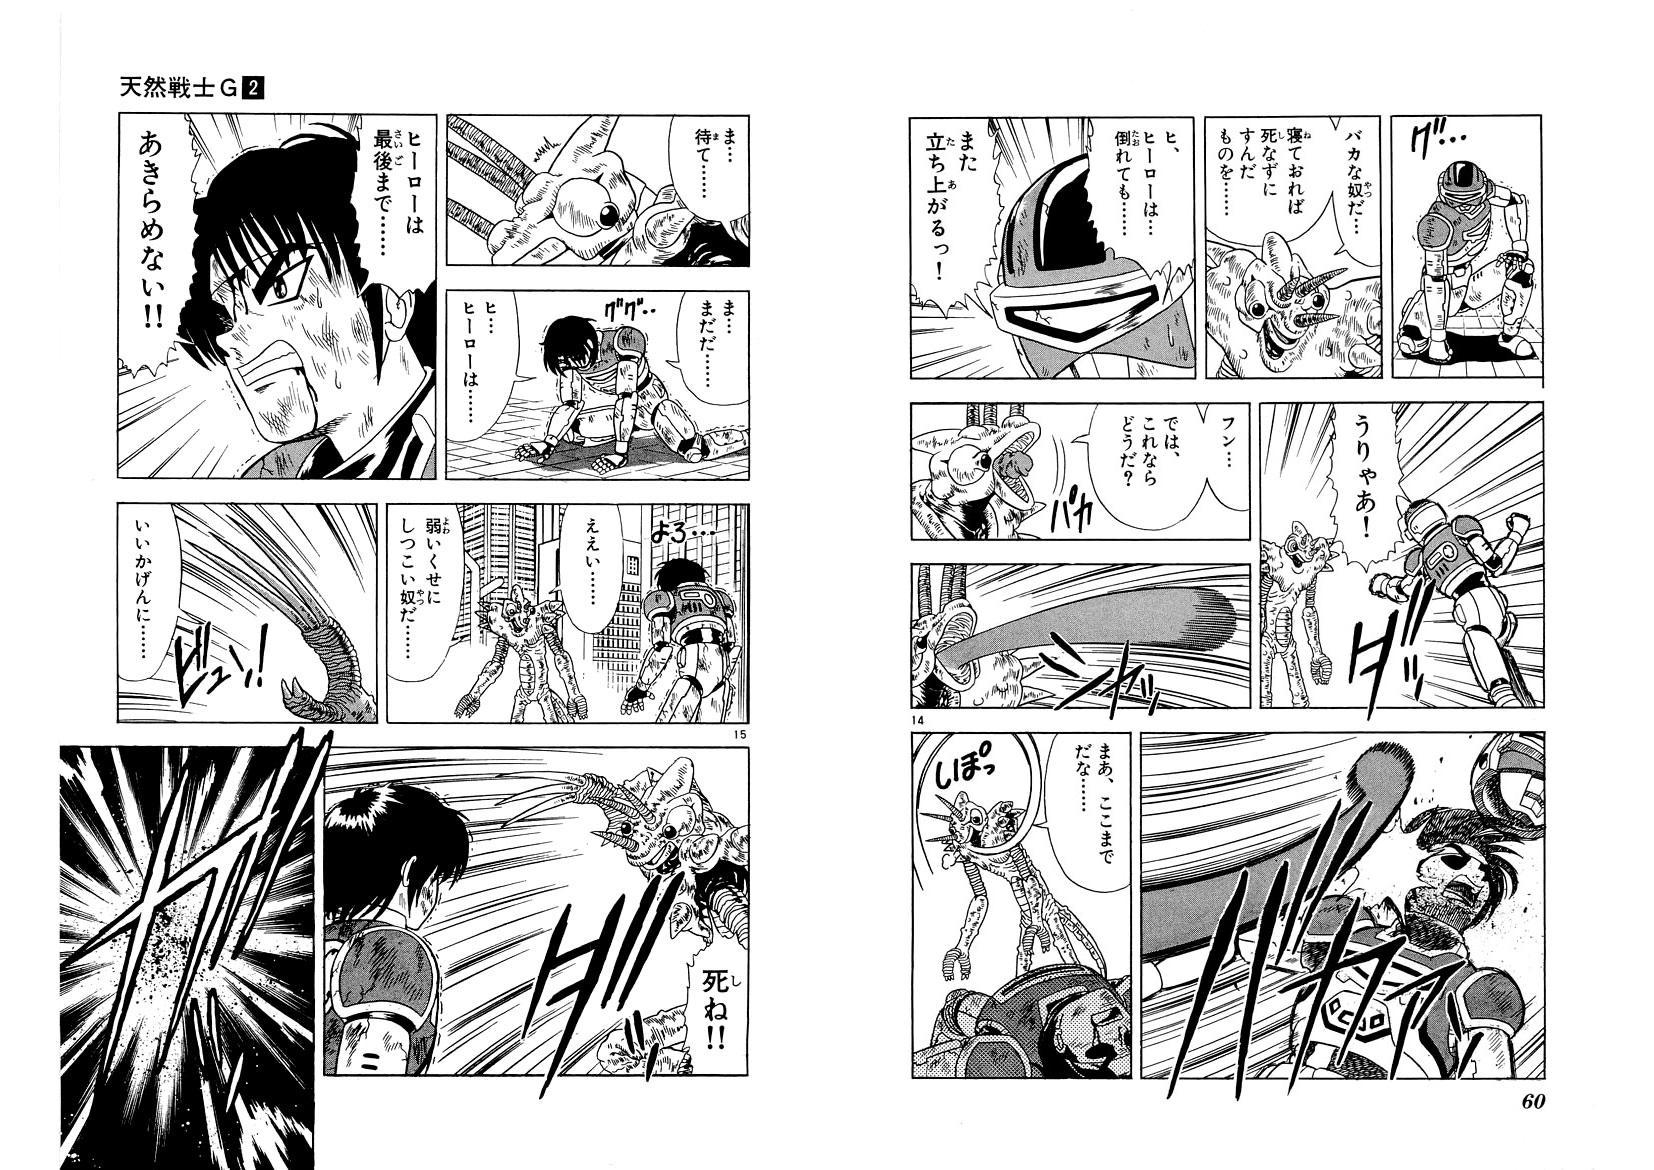 グ゛‥
バカな奴だ…
寝ておれば
死なずに
すんだ
ものを……
ヒ、
ヒーローは…
倒れても……
また
立ち上がるっ！
うりゃあ！
ダッ
フン…
では、
これなら
どうだ？
パカ
バカアッ
まあ、ここまで
だな……
しぽっ
14
60
天然戦士G2
ま…
待て……
ま…
まだだ……
グググ‥
ヒ…
ヒーローは……
ヒーローは
最後まで……
あきらめない!!
よろ…
ええい……
弱いくせに
しつこい奴だ…
いいかげんに……
ビュン!
15
死ね!!